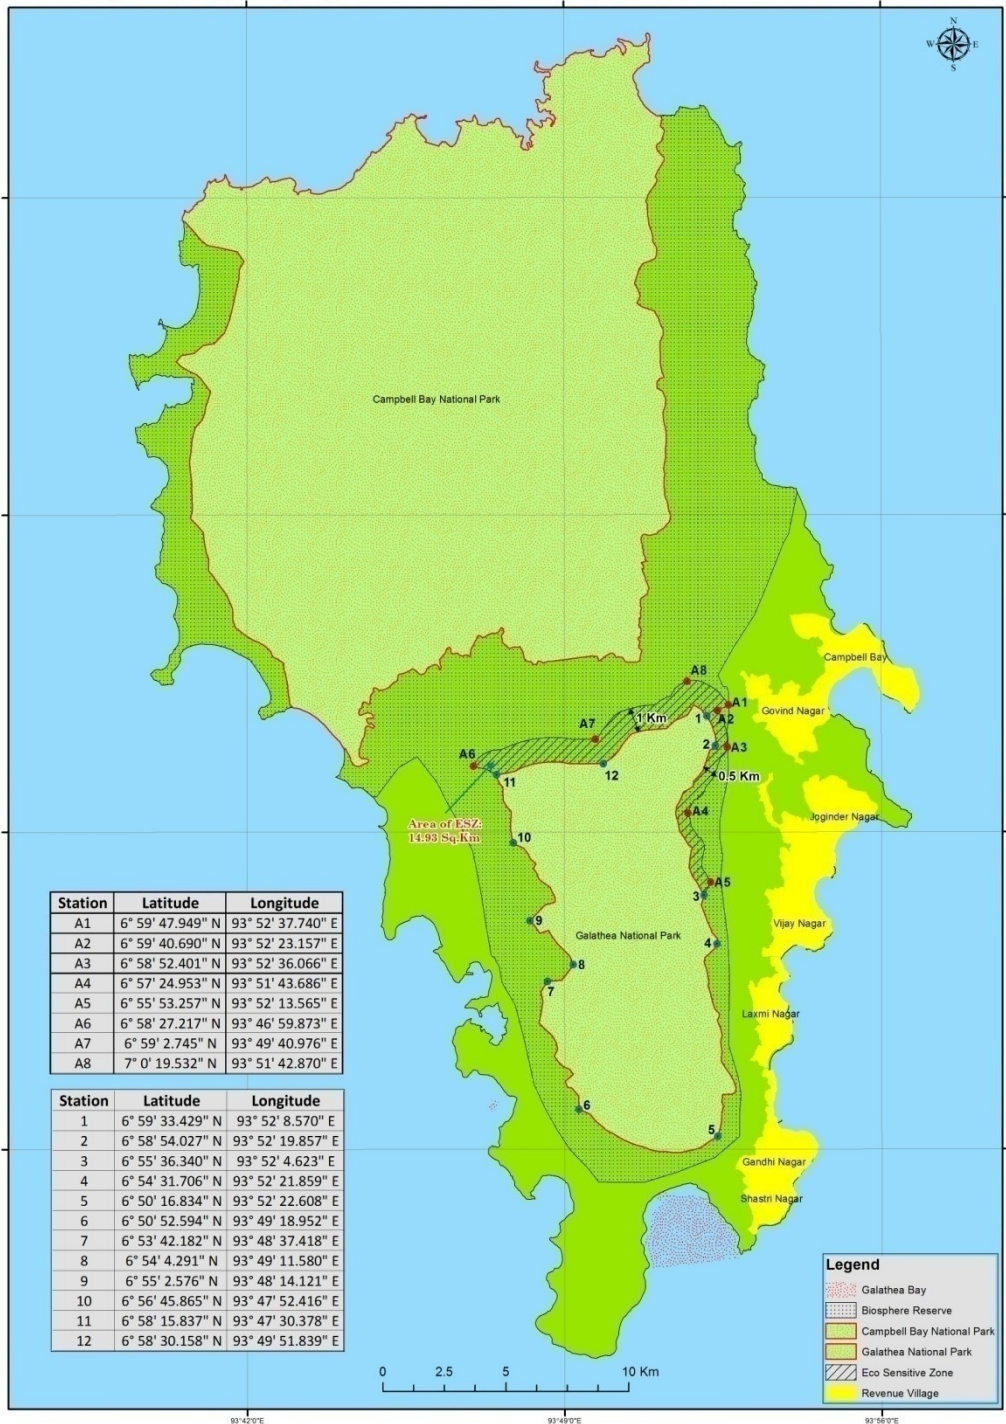 N
W E
S
Campbell Bay National Park
Campbell Bay
A8
A1
Govind Nagar
A2
1
1 Km
A7
2
A3
A6
12
11
0.5 Km
A4
Joginder Nagar
Area of ESZ:
14.93 Sq.Km
10
A5
3
Station Latitude Longitude
A1 6° 59' 47.949" N 93° 52' 37.740" E
A2 6° 59' 40.690" N 93° 52' 23.157" E
A3 6° 58' 52.401" N 93° 52' 36.066" E
A4 6° 57' 24.953" N 93° 51' 43.686" E
A5 6° 55' 53.257" N 93° 52' 13.565" E
A6 6° 58' 27.217" N 93° 46' 59.873" E
A7 6° 59' 2.745" N 93° 49' 40.976" E
A8 7° 0' 19.532" N 93° 51' 42.870" E
9
Vijay Nagar
Galathea National Park
4
8
7
Laxmi Nagar
Station Latitude Longitude
1 6° 59' 33.429" N 93° 52' 8.570" E
2 6° 58' 54.027" N 93° 52' 19.857" E
3 6° 55' 36.340" N 93° 52' 4.623" E
4 6° 54' 31.706" N 93° 52' 21.859" E
5 6° 50' 16.834" N 93° 52' 22.608" E
6 6° 50' 52.594" N 93° 49' 18.952" E
7 6° 53' 42.182" N 93° 48' 37.418" E
8 6° 54' 4.291" N 93° 49' 11.580" E
9 6° 55' 2.576" N 93° 48' 14.121" E
10 6° 56' 45.865" N 93° 47' 52.416" E
11 6° 58' 15.837" N 93° 47' 30.378" E
12 6° 58' 30.158" N 93° 49' 51.839" E
6
5
Gandhi Nagar
Shastri Nagar
Legend
Galathea Bay
Biosphere Reserve
Campbell Bay National Park
Galathea National Park
Eco Sensitive Zone
Revenue Village
0 2.5 5 10 Km
93°42'0"E 93°49'0"E 93°56'0"E